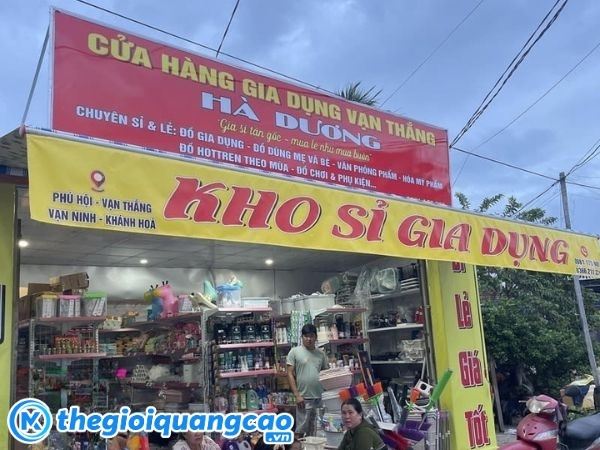 CỬA HÀNG GIA DỤNG VẠN THẮNG
HÀ DƯƠNG
"Gía sỉ tận gốc - mua lẻ như mua buôn"
CHUYÊN SỈ & LẺ: ĐỒ GIA DỤNG - ĐỒ DÙNG MẸ VÀ BÉ - VĂN PHÒNG PHẨM - HÓA MỸ PHẨM
ĐỒ HOTTREN THEO MÙA - ĐỒ CHƠI & PHỤ KIỆN...
PHÚ HỘI - VẠN THẮNG
VẠN NINH - KHÁNH HOÀ
KHO SỈ GIA DỤNG
LẺ
Giá
TỐT
thegioiquangcao
.vn